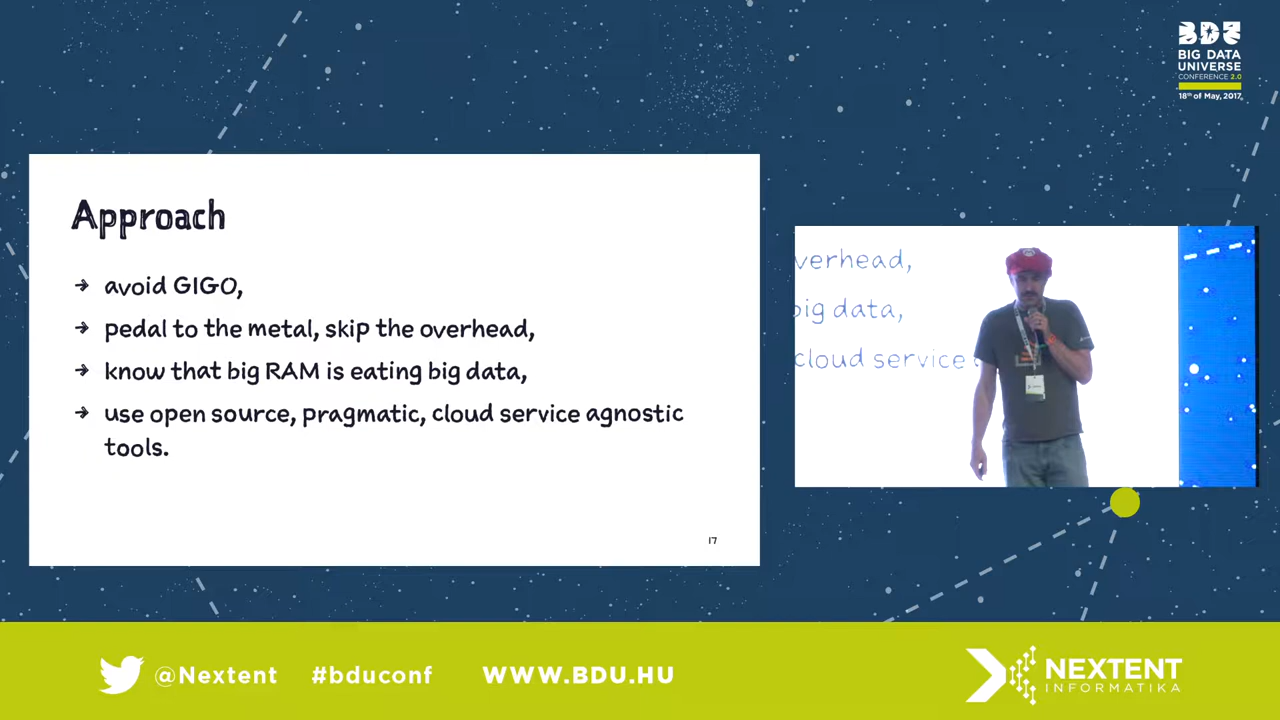 BDU
BIG DATA
UNIVERSE
CONFERENCE 2.0
18th of May, 2017
Approach
→ avoid GIGO,
→ pedal to the metal, skip the overhead,
→ know that big RAM is eating big data,
→ use open source, pragmatic, cloud service agnostic
tools.
17
verhead,
big data,
cloud service
@Nextent #bduconf WWW.BDU.HU
NEXTENT
INFORMATIKA